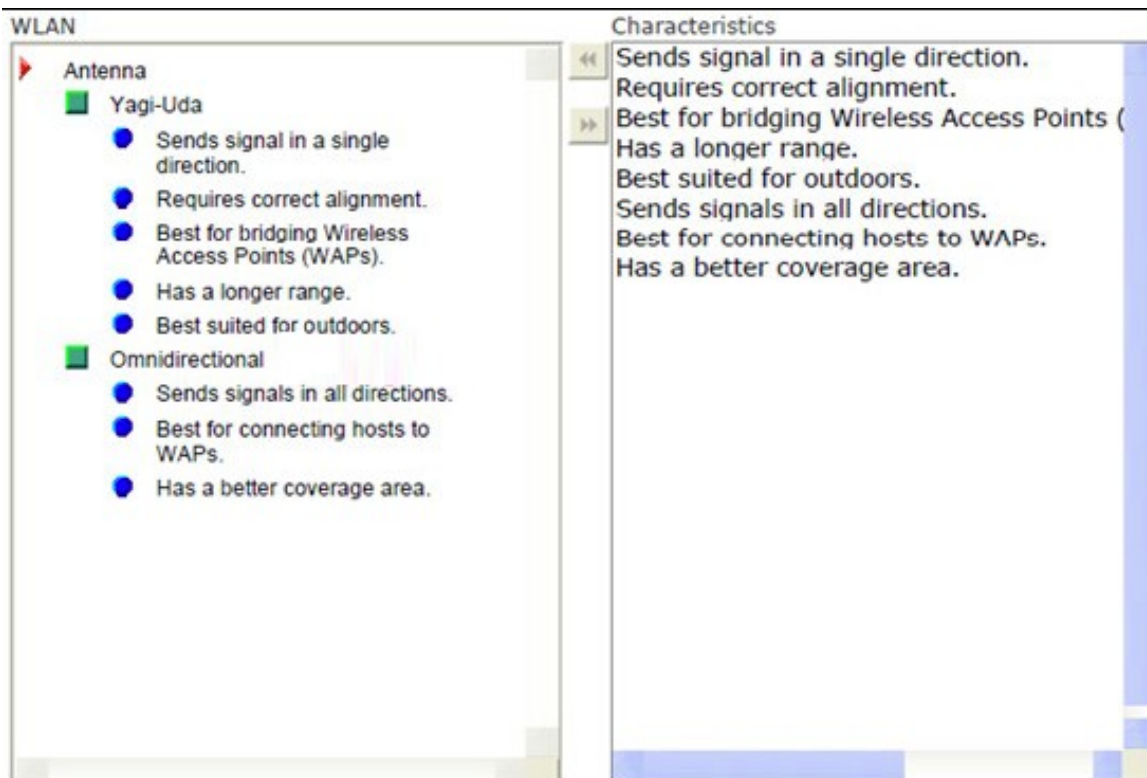 WLAN
Antenna
Yagi-Uda
Sends signal in a single
direction.
Requires correct alignment.
Best for bridging Wireless
Access Points (WAPs).
Has a longer range.
Best suited for outdoors.
Omnidirectional
Sends signals in all directions.
Best for connecting hosts to
WAPs.
Has a better coverage area.
Characteristics
Sends signal in a single direction.
Requires correct alignment.
Best for bridging Wireless Access Points (
Has a longer range.
Best suited for outdoors.
Sends signals in all directions.
Best for connecting hosts to WAPs.
Has a better coverage area.